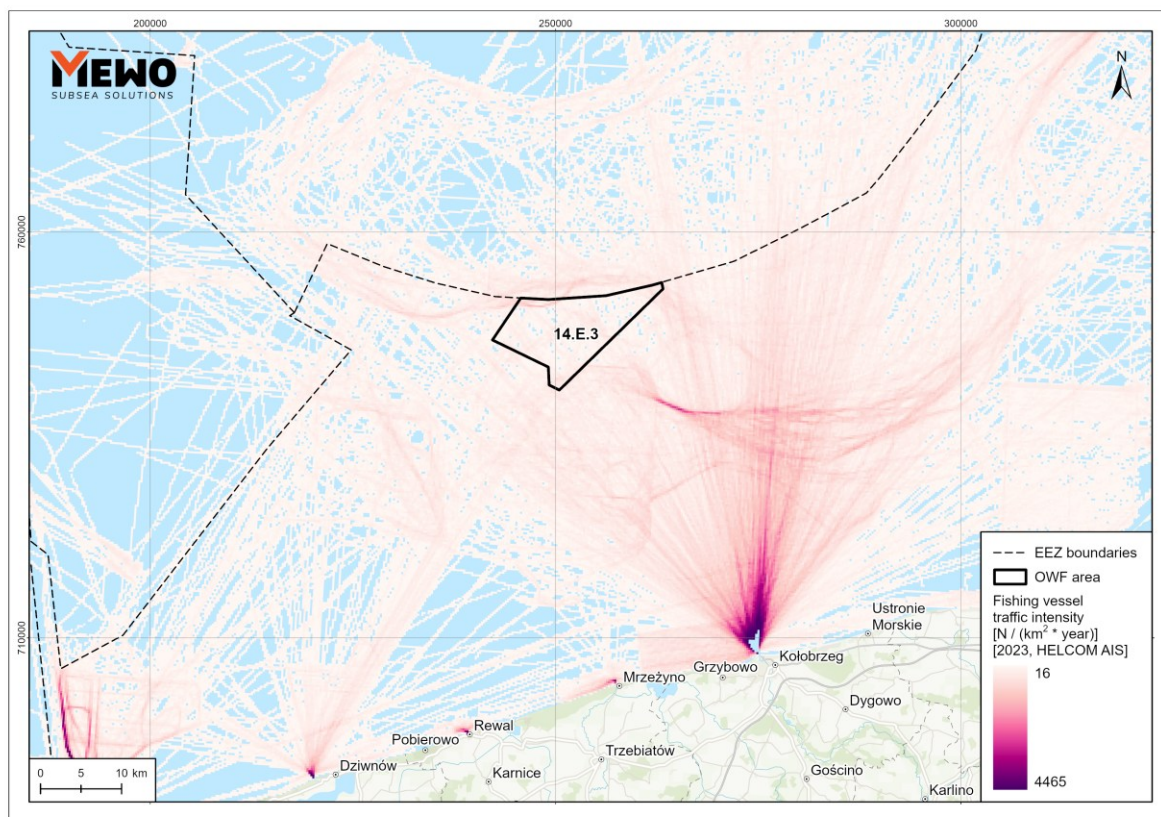 200000
250000
300000
MEWO
SUBSEA SOLUTIONS
N
760000
760000
14.E.3
710000
710000
Ustronie
Morskie
Kołobrzeg
Grzybowo
Mrzeżyno
Dygowo
Rewal
Pobierowo
Trzebiatów
Dziwnów
Karnice
Gościno
Karlino
0 5 10 km
EEZ boundaries
OWF area
Fishing vessel
traffic intensity
[N / (km² * year)]
[2023, HELCOM AIS]
16
4465